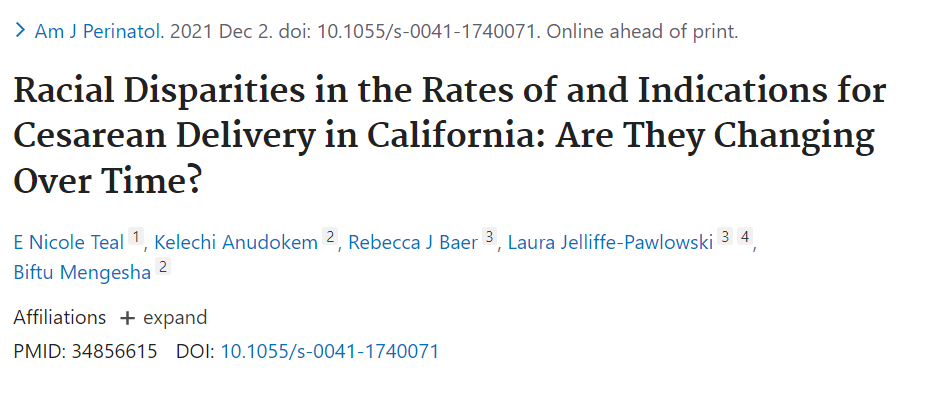 > Am J Perinatol. 2021 Dec 2. doi: 10.1055/s-0041-1740071. Online ahead of print.
Racial Disparities in the Rates of and Indications for
Cesarean Delivery in California: Are They Changing
Over Time?
E Nicole Teal 1, Kelechi Anudokem 2, Rebecca J Baer 3, Laura Jelliffe-Pawlowski 3 4,
Biftu Mengesha 2
Affiliations + expand
PMID: 34856615 DOI: 10.1055/s-0041-1740071